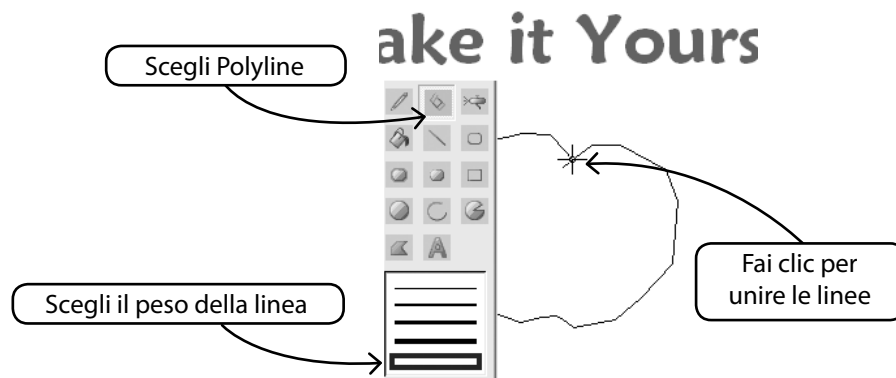 ake it Yours
Scegli Polyline
Fai clic per
unire le linee
Scegli il peso della linea